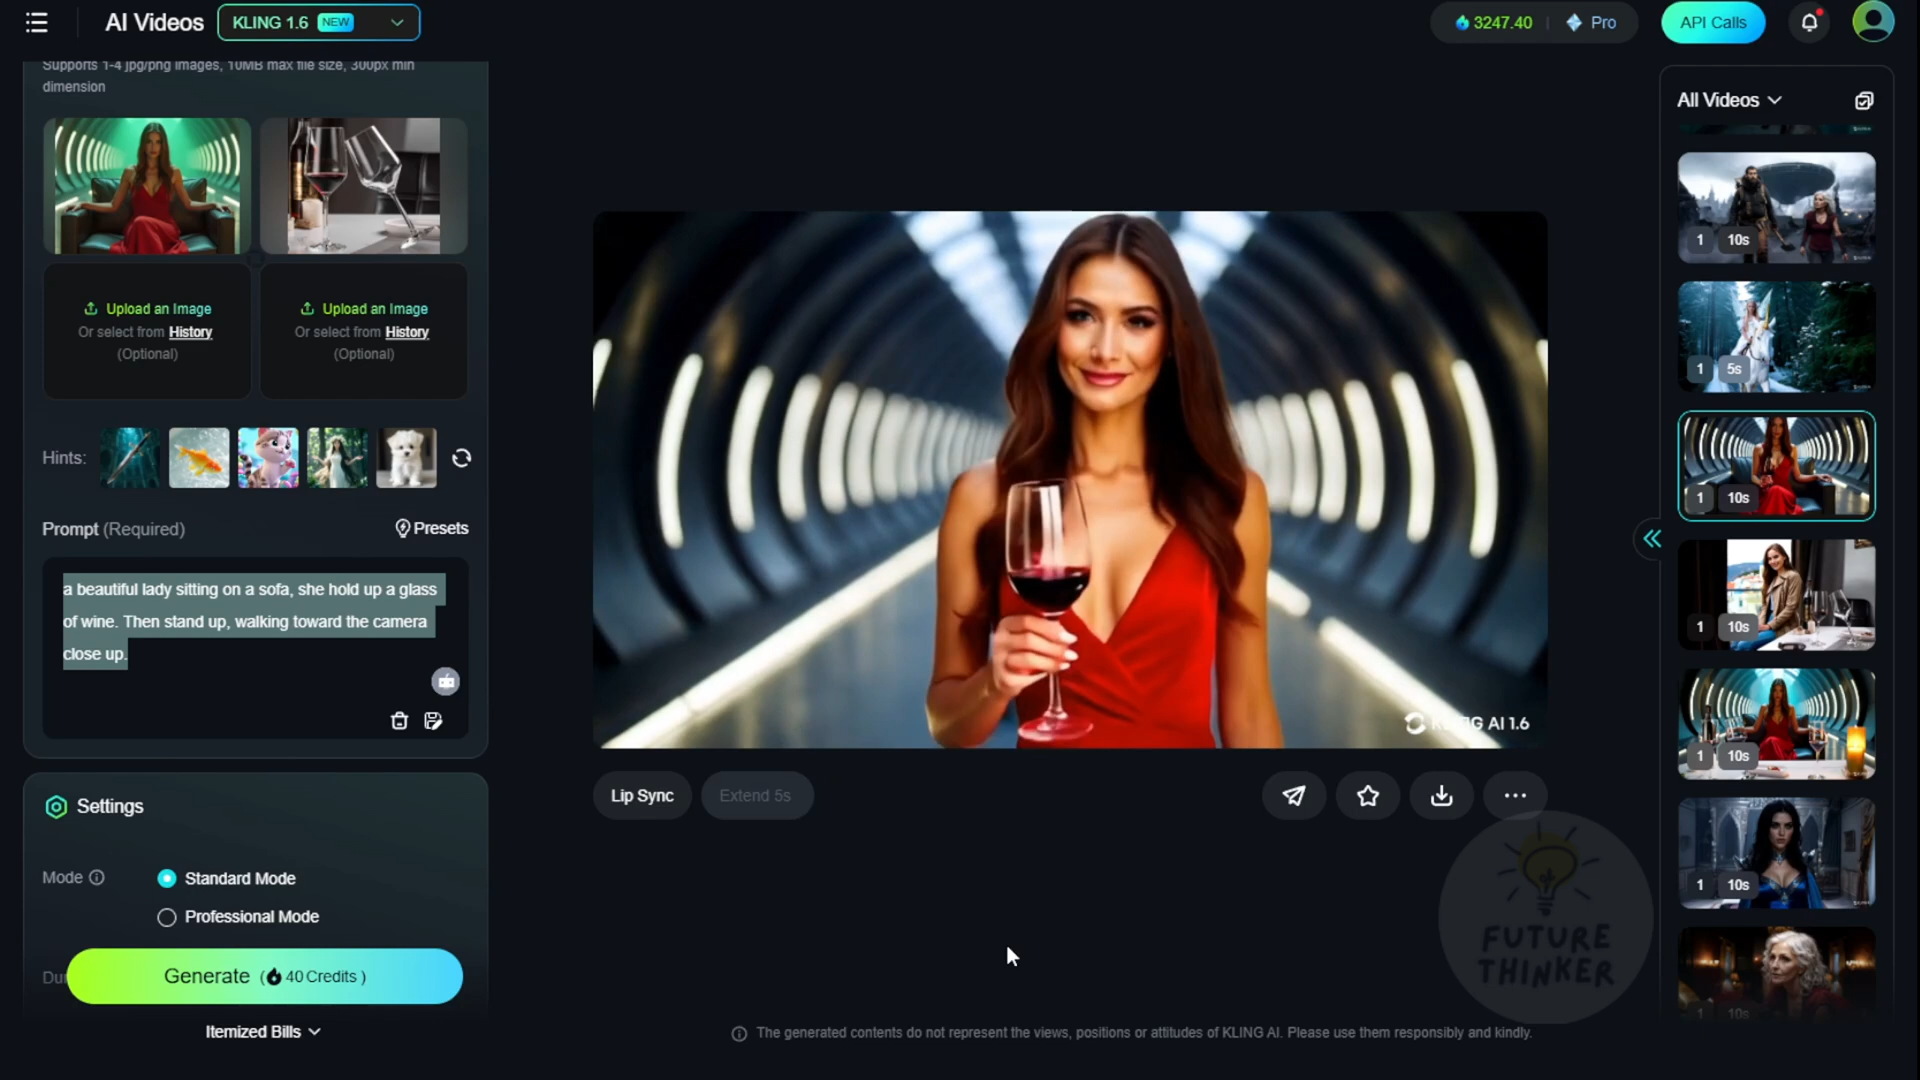 AI Videos
KLING 1.6 NEW
3247.40
Pro
API Calls
Supports 1-4 jpg/png images, 10MB max file size, 300px min
dimension
Upload an Image
Or select from History
(Optional)
Upload an Image
Or select from History
(Optional)
Hints:
Prompt (Required)
Presets
a beautiful lady sitting on a sofa, she hold up a glass
of wine. Then stand up, walking toward the camera
close up.
Settings
Mode
Standard Mode
Professional Mode
Generate ( 40 Credits )
Itemized Bills
KLING AI 1.6
Lip Sync
Extend 5s
FUTURE
THINKER
The generated contents do not represent the views, positions or attitudes of KLING AI. Please use them responsibly and kindly.
All Videos
1 10s
1 5s
1 10s
1 10s
1 10s
1 10s
1 10s